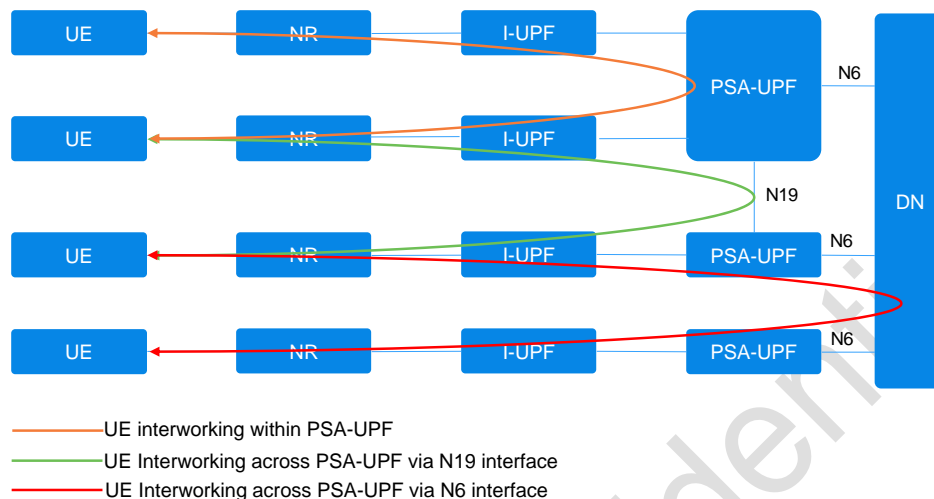 UE NR I-UPF
PSA-UPF N6
UE NR I-UPF
N19
DN
UE NR I-UPF PSA-UPF N6
UE NR I-UPF PSA-UPF N6
UE interworking within PSA-UPF
UE Interworking across PSA-UPF via N19 interface
UE Interworking across PSA-UPF via N6 interface